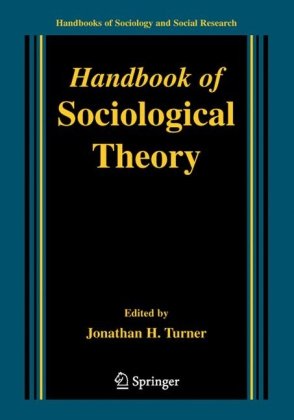 Handbooks of Sociology and Social Research
Handbook of
Sociological
Theory
Edited by
Jonathan H. Turner
Springer